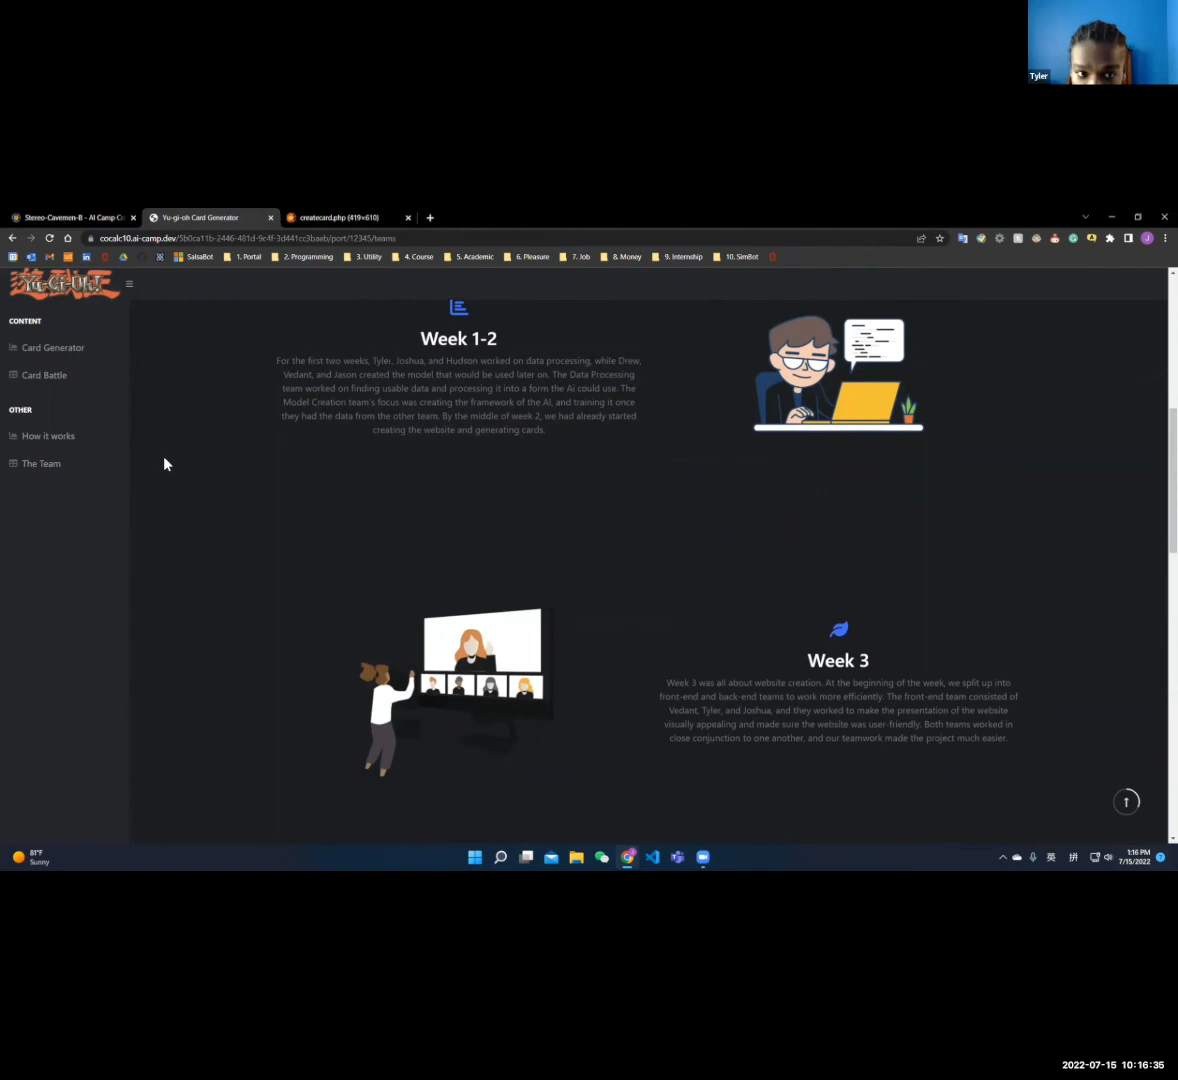 Tyler
Stereo-Cavemen-B - AI Camp Co
Yu-gi-oh Card Generator
createcard.php (419×610)
cocalc10.ai-camp.dev/5b0ca11b-2446-481d-9c4f-3d441cc3baeb/port/12345/teams
SalsaBot
1. Portal
2. Programming
3. Utility
4. Course
5. Academic
6. Pleasure
7. Job
8. Money
9. Internship
10. SimBot
Yu-Gi-Oh!
CONTENT
Card Generator
Card Battle
OTHER
How it works
The Team
Week 1-2
For the first two weeks, Tyler, Joshua, and Hudson worked on data processing, while Drew,
Vedant, and Jason created the model that would be used later on. The Data Processing
team worked on finding usable data and processing it into a form the Ai could use. The
Model Creation team's focus was creating the framework of the AI, and training it once
they had the data from the other team. By the middle of week 2, we had already started
creating the website and generating cards.
Week 3
Week 3 was all about website creation. At the beginning of the week, we split up into
front-end and back-end teams to work more efficiently. The front-end team consisted of
Vedant, Tyler, and Joshua, and they worked to make the presentation of the website
visually appealing and made sure the website was user-friendly. Both teams worked in
close conjunction to one another, and our teamwork made the project much easier.
81°F
Sunny
英
拼
1:16 PM
7/15/2022
2022-07-15 10:16:35